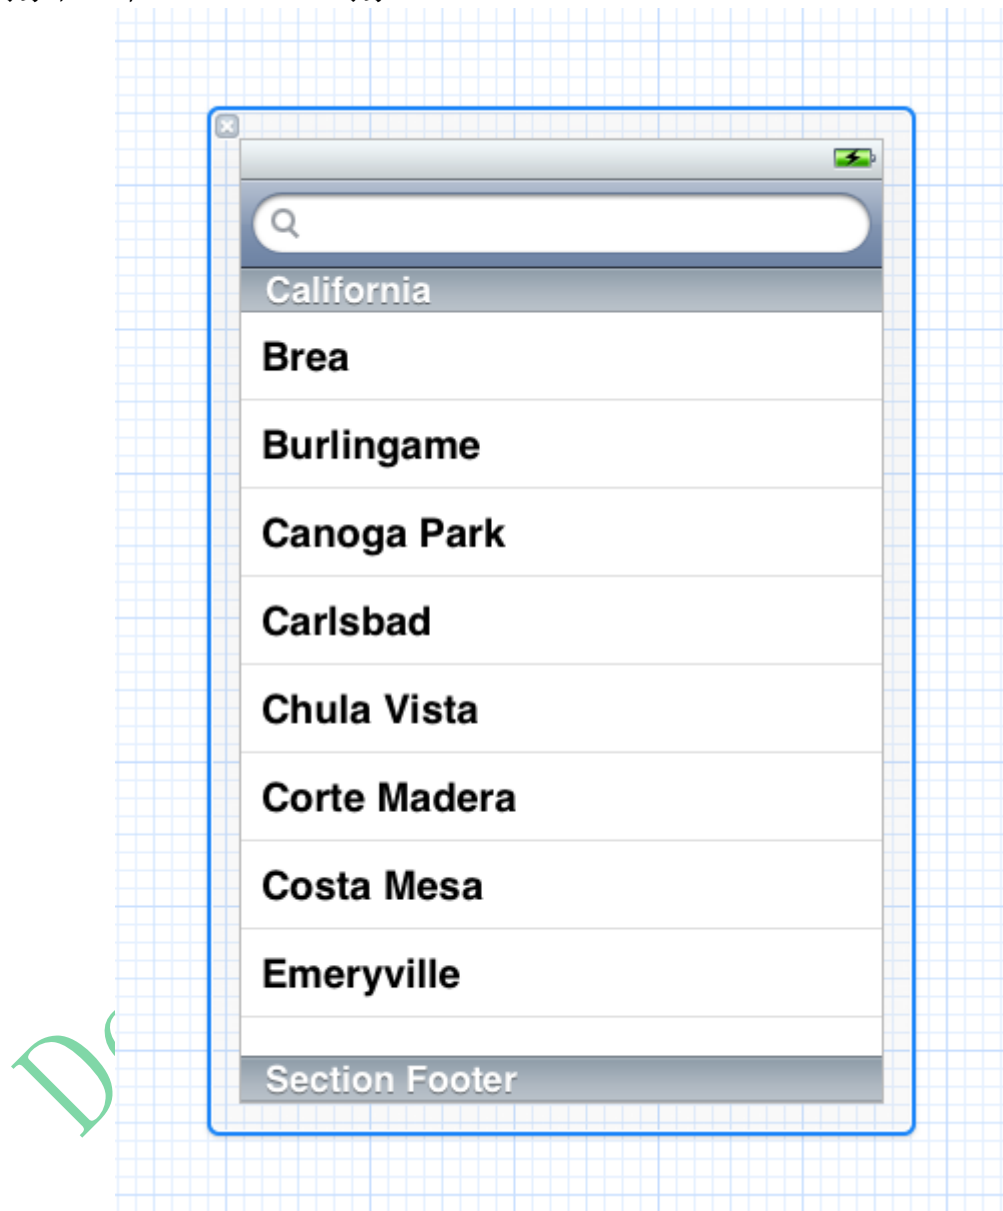 California
Brea
Burlingame
Canoga Park
Carlsbad
Chula Vista
Corte Madera
Costa Mesa
Emeryville
Section Footer